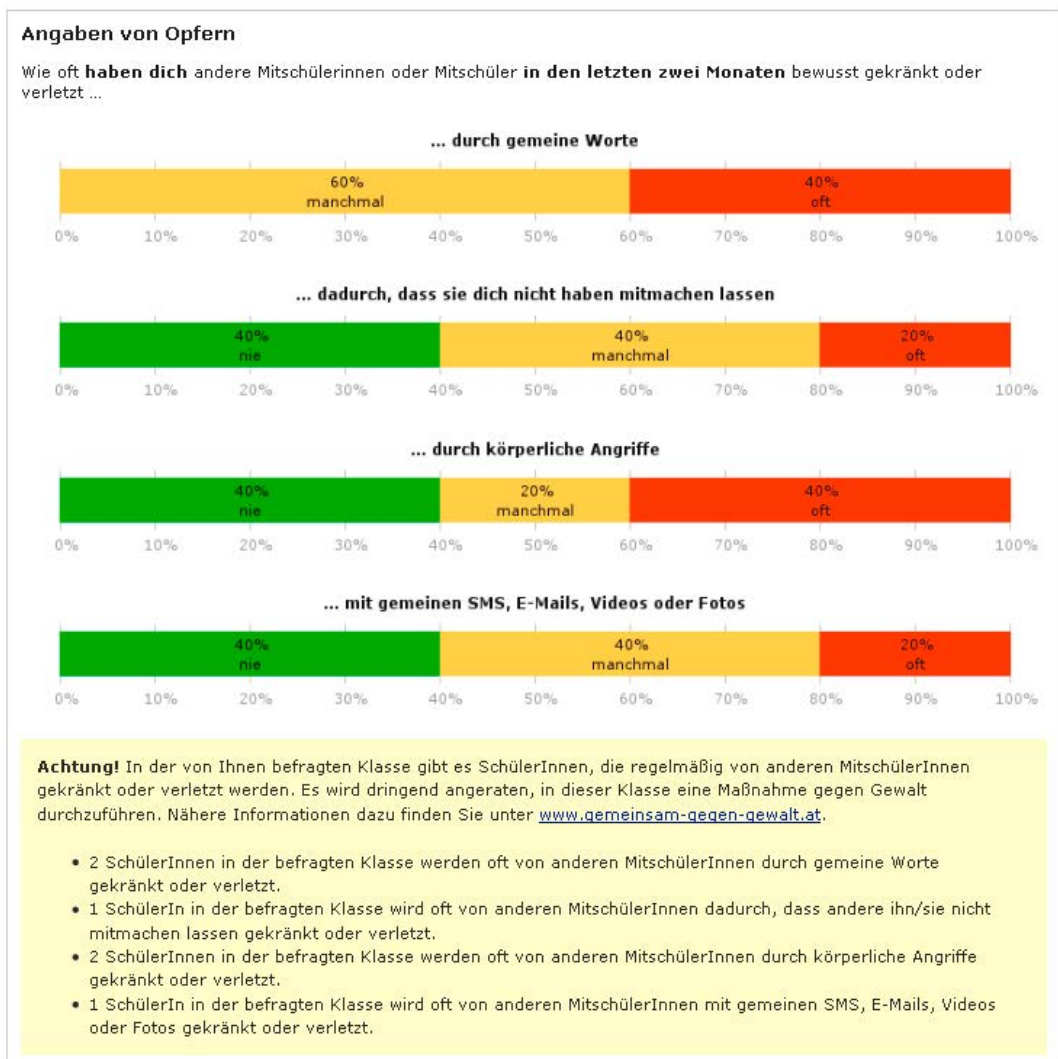 Angaben von Opfern
Wie oft haben dich andere Mitschülerinnen oder Mitschüler in den letzten zwei Monaten bewusst gekränkt oder
verletzt ...
... durch gemeine Worte
60% 40%
manchmal oft
0% 10% 20% 30% 40% 50% 60% 70% 80% 90% 100%
... dadurch, dass sie dich nicht haben mitmachen lassen
40% 40% 20%
nie manchmal oft
0% 10% 20% 30% 40% 50% 60% 70% 80% 90% 100%
... durch körperliche Angriffe
40% 20% 40%
nie manchmal oft
0% 10% 20% 30% 40% 50% 60% 70% 80% 90% 100%
... mit gemeinen SMS, E-Mails, Videos oder Fotos
40% 40% 20%
nie manchmal oft
0% 10% 20% 30% 40% 50% 60% 70% 80% 90% 100%
Achtung! In der von Ihnen befragten Klasse gibt es SchülerInnen, die regelmäßig von anderen MitschülerInnen
gekränkt oder verletzt werden. Es wird dringend angeraten, in dieser Klasse eine Maßnahme gegen Gewalt
durchzuführen. Nähere Informationen dazu finden Sie unter www.gemeinsam-gegen-gewalt.at.
• 2 SchülerInnen in der befragten Klasse werden oft von anderen MitschülerInnen durch gemeine Worte
gekränkt oder verletzt.
• 1 SchülerIn in der befragten Klasse wird oft von anderen MitschülerInnen dadurch, dass andere ihn/sie nicht
mitmachen lassen gekränkt oder verletzt.
• 2 SchülerInnen in der befragten Klasse werden oft von anderen MitschülerInnen durch körperliche Angriffe
gekränkt oder verletzt.
• 1 SchülerIn in der befragten Klasse wird oft von anderen MitschülerInnen mit gemeinen SMS, E-Mails, Videos
oder Fotos gekränkt oder verletzt.